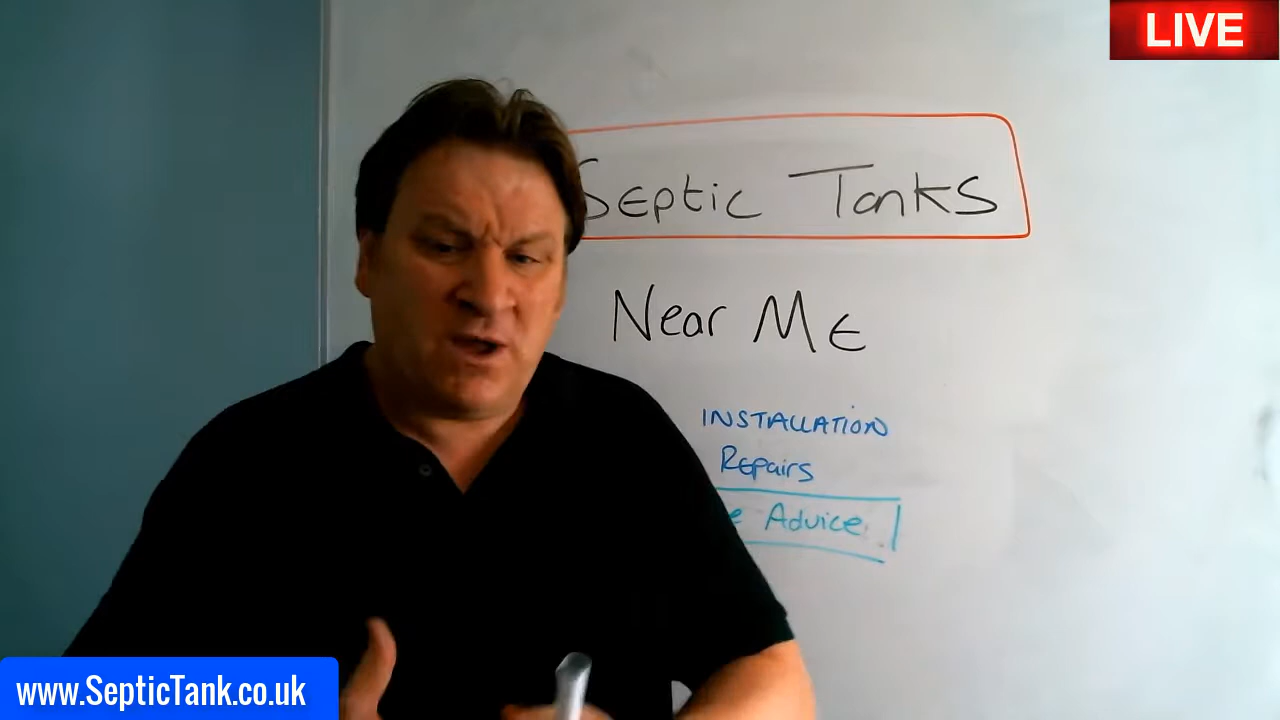 LIVE
Septic Tanks
Near Me
INSTALLATION
Repairs
e Advice
www.SepticTank.co.uk